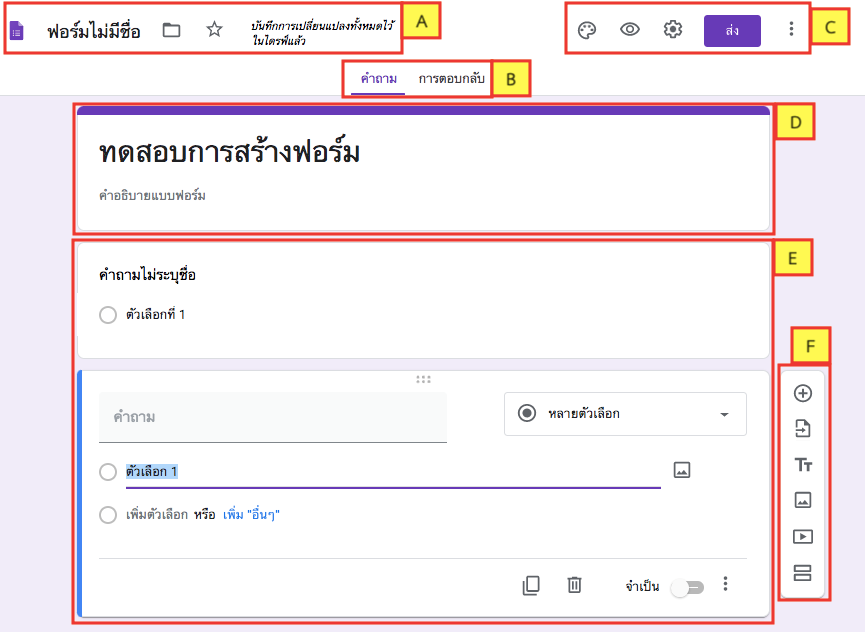 ฟอร์มไม่มีชื่อ
บันทึกการเปลี่ยนแปลงทั้งหมดไว้
ในไดรฟ์แล้ว
A
ส่ง
C
คำถาม การตอบกลับ
B
D
ทดสอบการสร้างฟอร์ม
คำอธิบายแบบฟอร์ม
E
คำถามไม่ระบุชื่อ
ตัวเลือกที่ 1
F
คำถาม
หลายตัวเลือก
ตัวเลือก 1
เพิ่มตัวเลือก หรือ เพิ่ม "อื่นๆ"
จำเป็น
Tт